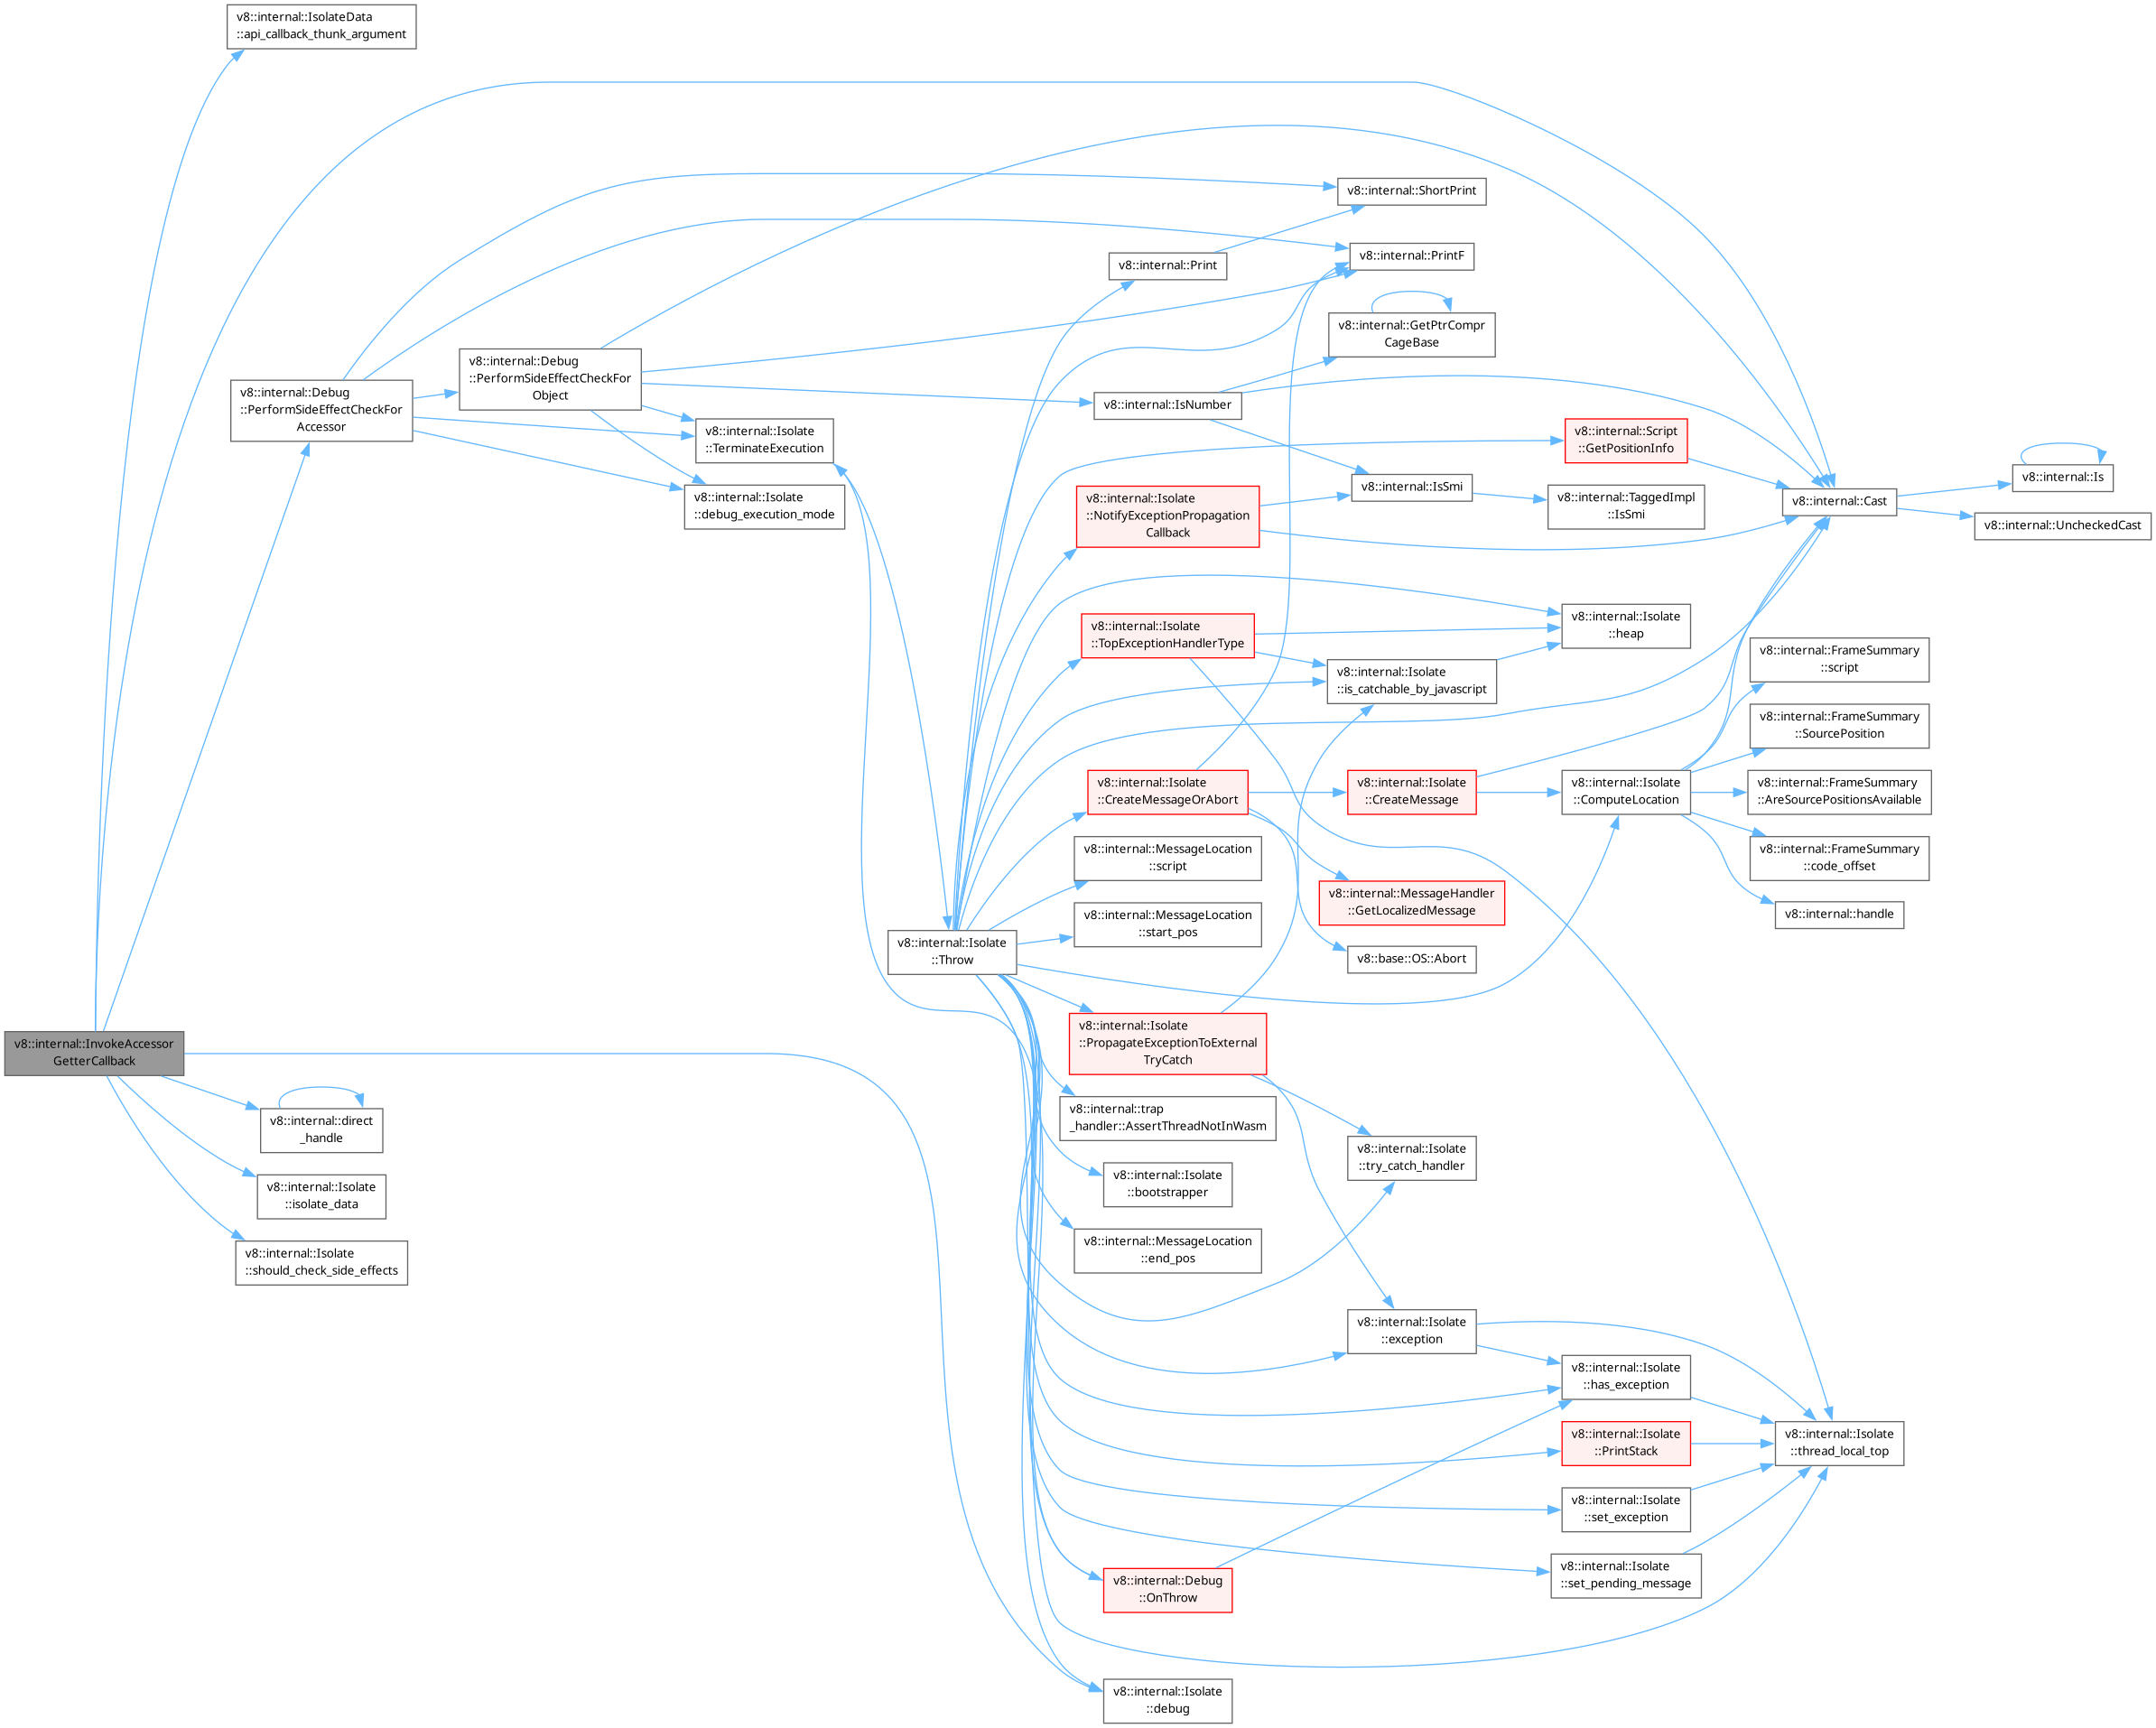 v8::internal::IsolateData
::api_callback_thunk_argument
v8::internal::ShortPrint
v8::internal::PrintF
v8::internal::Print
v8::internal::GetPtrCompr
CageBase
v8::internal::Debug
::PerformSideEffectCheckFor
Object
v8::internal::Debug
::PerformSideEffectCheckFor
Accessor
v8::internal::IsNumber
v8::internal::Isolate
::TerminateExecution
v8::internal::Script
::GetPositionInfo
v8::internal::Is
v8::internal::IsSmi
v8::internal::Isolate
::debug_execution_mode
v8::internal::Isolate
::NotifyExceptionPropagation
Callback
v8::internal::TaggedImpl
::IsSmi
v8::internal::Cast
v8::internal::UncheckedCast
v8::internal::Isolate
::TopExceptionHandlerType
v8::internal::Isolate
::heap
v8::internal::FrameSummary
::script
v8::internal::Isolate
::is_catchable_by_javascript
v8::internal::FrameSummary
::SourcePosition
v8::internal::Isolate
::CreateMessageOrAbort
v8::internal::Isolate
::CreateMessage
v8::internal::Isolate
::ComputeLocation
v8::internal::FrameSummary
::AreSourcePositionsAvailable
v8::internal::MessageLocation
::script
v8::internal::FrameSummary
::code_offset
v8::internal::MessageHandler
::GetLocalizedMessage
v8::internal::handle
v8::internal::MessageLocation
::start_pos
v8::internal::Isolate
::Throw
v8::base::OS::Abort
v8::internal::InvokeAccessor
GetterCallback
v8::internal::Isolate
::PropagateExceptionToExternal
TryCatch
v8::internal::direct
_handle
v8::internal::trap
_handler::AssertThreadNotInWasm
v8::internal::Isolate
::try_catch_handler
v8::internal::Isolate
::isolate_data
v8::internal::Isolate
::bootstrapper
v8::internal::Isolate
::should_check_side_effects
v8::internal::MessageLocation
::end_pos
v8::internal::Isolate
::exception
v8::internal::Isolate
::has_exception
v8::internal::Isolate
::PrintStack
v8::internal::Isolate
::thread_local_top
v8::internal::Isolate
::set_exception
v8::internal::Isolate
::set_pending_message
v8::internal::Debug
::OnThrow
v8::internal::Isolate
::debug